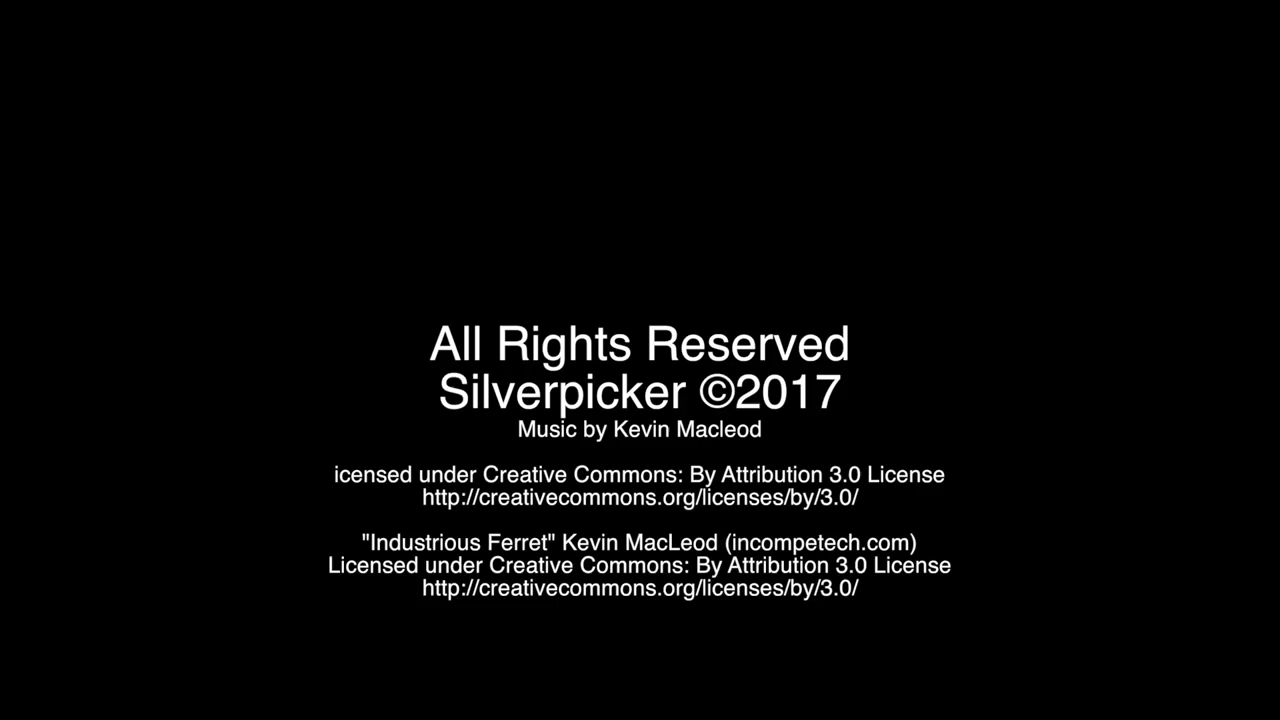 All Rights Reserved
Silverpicker ©2017
Music by Kevin Macleod
icensed under Creative Commons: By Attribution 3.0 License
http://creativecommons.org/licenses/by/3.0/
"Industrious Ferret" Kevin MacLeod (incompetech.com)
Licensed under Creative Commons: By Attribution 3.0 License
http://creativecommons.org/licenses/by/3.0/